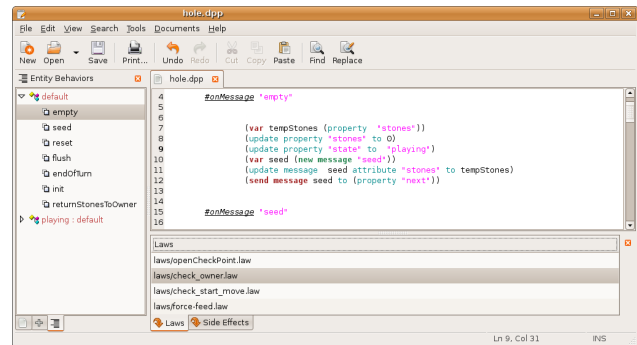 hole.dpp
File Edit View Search Tools Documents Help
New Open Save Print... Undo Redo Cut Copy Paste Find Replace
Entity Behaviors
hole.dpp
default
empty
seed
reset
flush
endOfTurn
init
returnStonesToOwner
playing : default
4 #onMessage "empty"
5
6
7 (var tempStones (property "stones"))
8 (update property "stones" to 0)
9 (update property "state" to "playing")
10 (var seed (new message "seed"))
11 (update message seed attribute "stones" to tempStones)
12 (send message seed to (property "next"))
13
14
15 #onMessage "seed"
16
Laws
laws/openCheckPoint.law
laws/check_owner.law
laws/check_start_move.law
laws/force-feed.law
Laws Side Effects
Ln 9, Col 31 INS